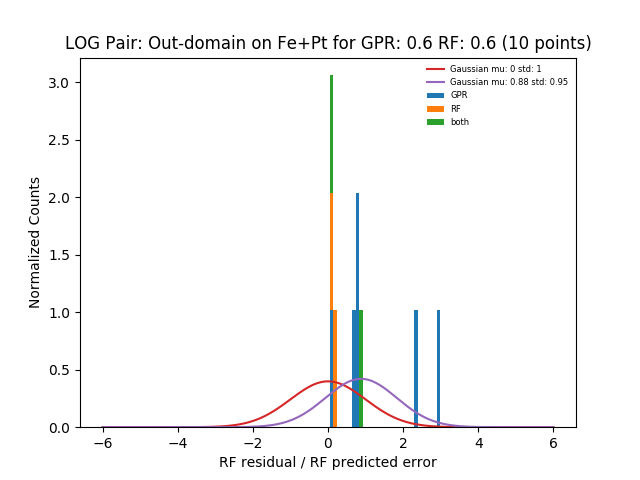 LOG Pair: Out-domain on Fe+Pt for GPR: 0.6 RF: 0.6 (10 points)
Gaussian mu: 0 std: 1
Gaussian mu: 0.88 std: 0.95
GPR
RF
both
Normalized Counts
3.0
2.5
2.0
1.5
1.0
0.5
0.0
−6 −4 −2 0 2 4 6
RF residual / RF predicted error